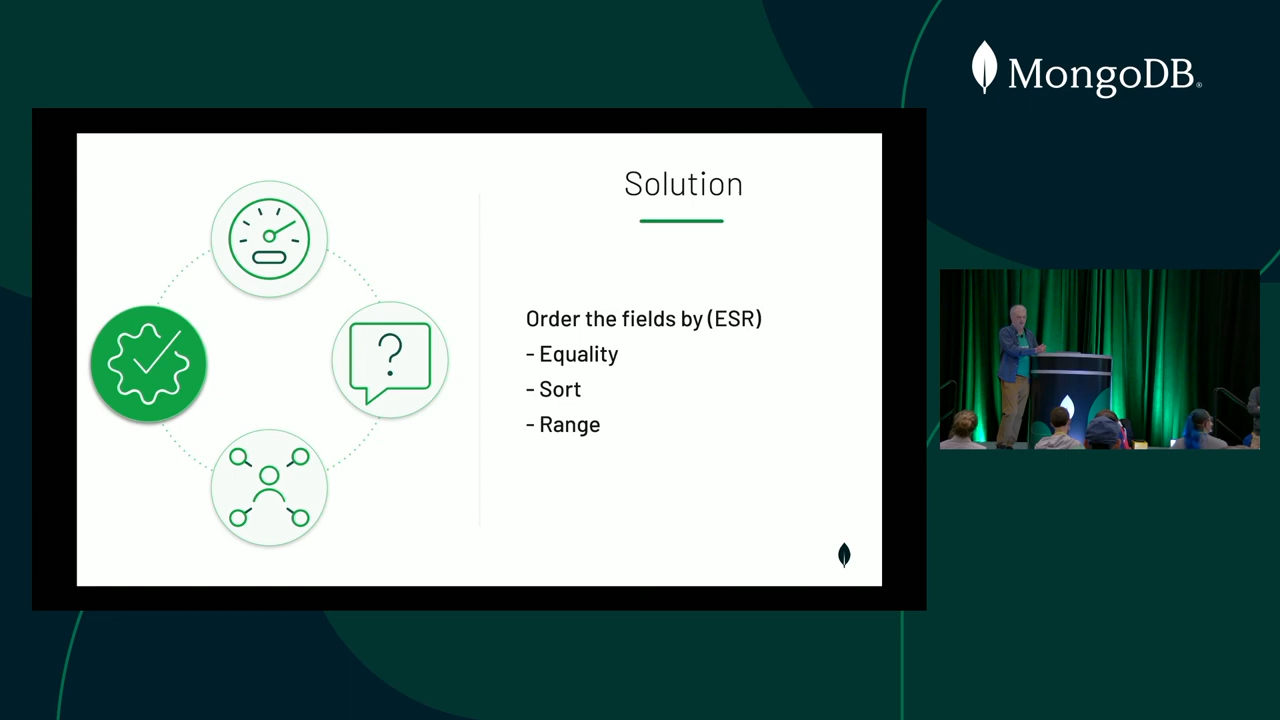 MongoDB®
Solution
?
Order the fields by (ESR)
- Equality
- Sort
- Range